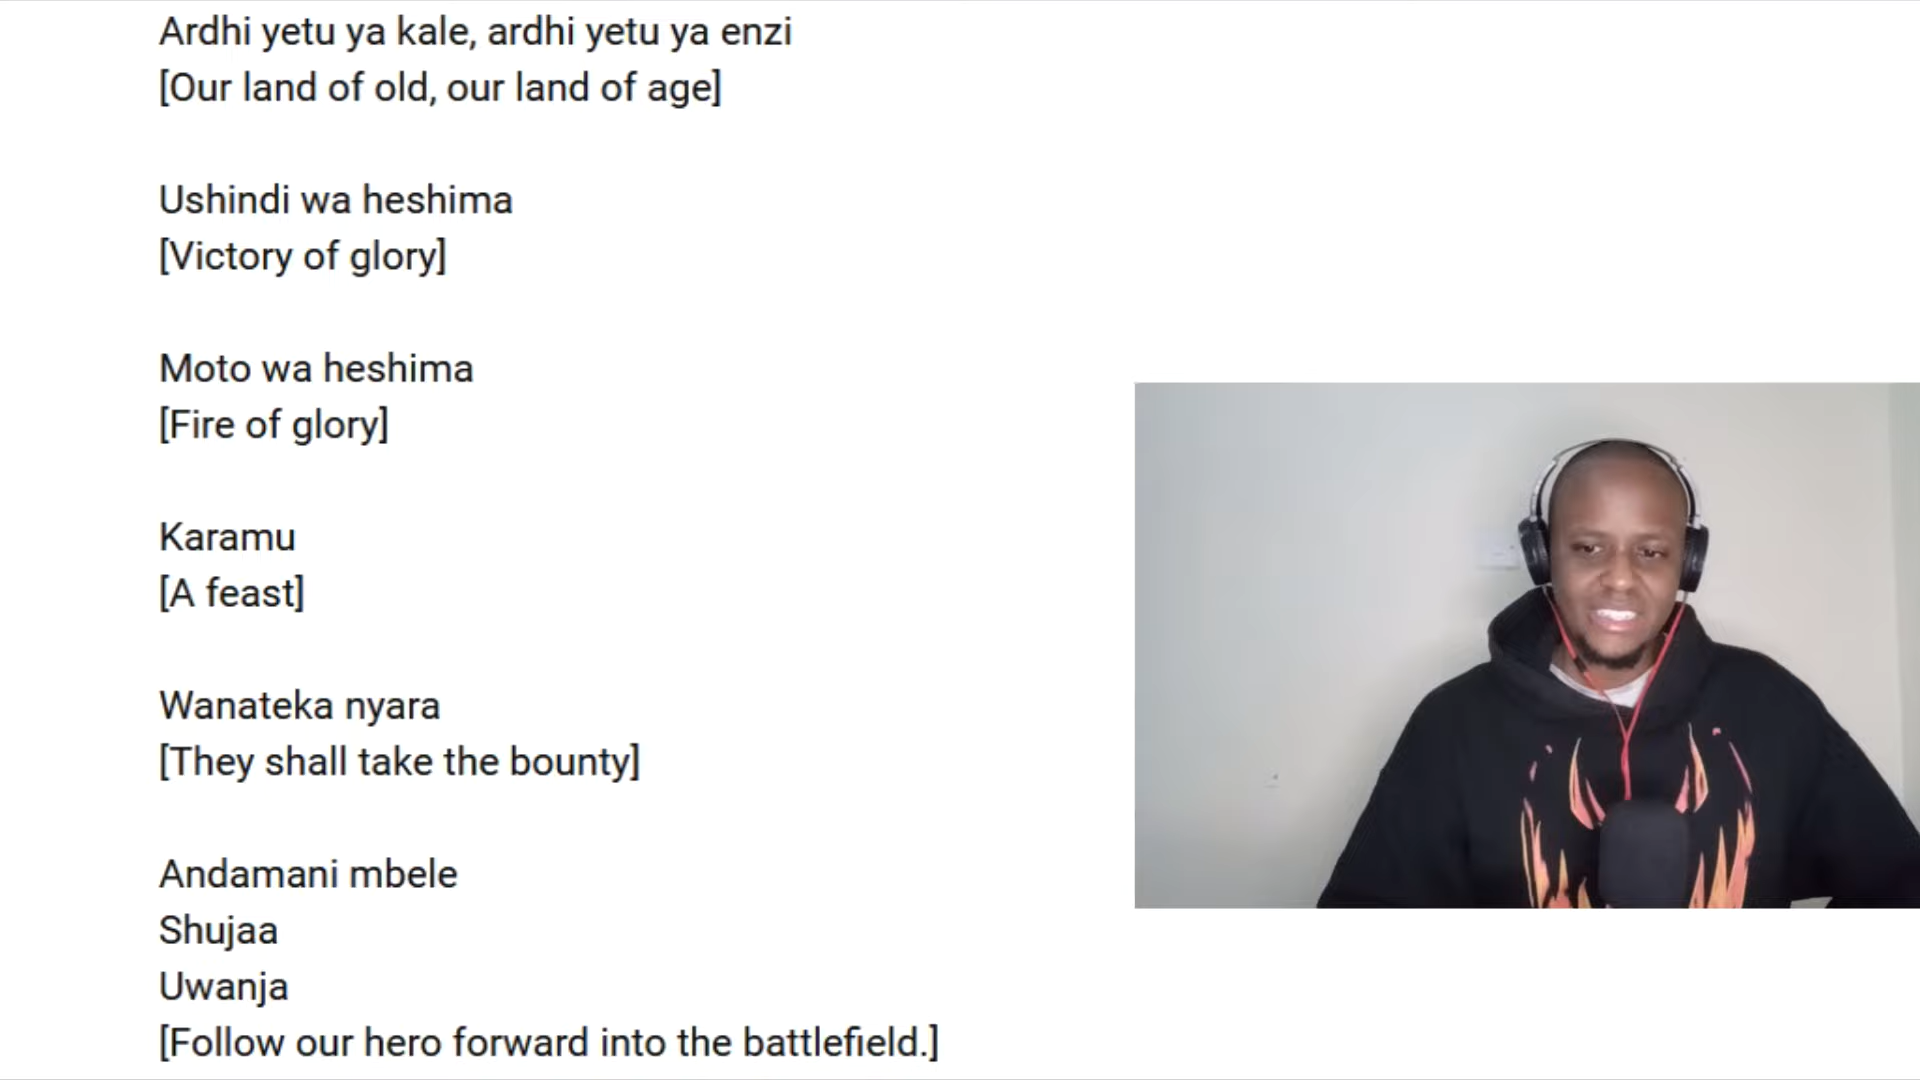 Ardhi yetu ya kale, ardhi yetu ya enzi
[Our land of old, our land of age]
Ushindi wa heshima
[Victory of glory]
Moto wa heshima
[Fire of glory]
Karamu
[A feast]
Wanateka nyara
[They shall take the bounty]
Andamani mbele
Shujaa
Uwanja
[Follow our hero forward into the battlefield.]